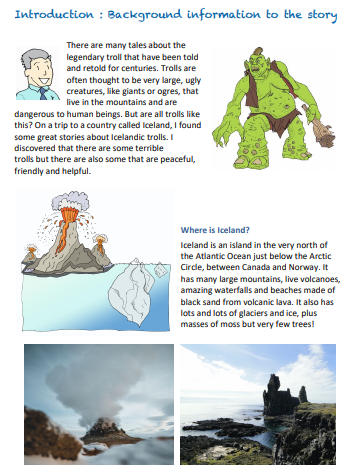 Introduction : Background information to the story
There are many tales about the
legendary troll that have been told
and retold for centuries. Trolls are
often thought to be very large, ugly
creatures, like giants or ogres, that
live in the mountains and are
dangerous to human beings. But are all trolls like
this? On a trip to a country called Iceland, I found
some great stories about Icelandic trolls. I
discovered that there are some terrible
trolls but there are also some that are peaceful,
friendly and helpful.
Where is Iceland?
Iceland is an island in the very north of
the Atlantic Ocean just below the Arctic
Circle, between Canada and Norway. It
has many large mountains, live volcanoes,
amazing waterfalls and beaches made of
black sand from volcanic lava. It also has
lots and lots of glaciers and ice, plus
masses of moss but very few trees!